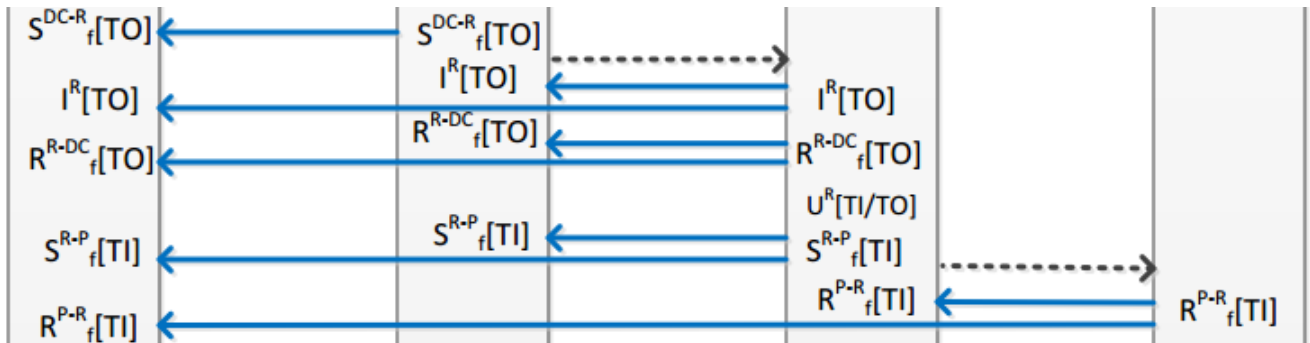 S^DC-R_f[TO] S^DC-R_f[TO]
I^R[TO] I^R[TO] I^R[TO]
R^R-DC_f[TO] R^R-DC_f[TO] R^R-DC_f[TO]
U^R[TI/TO]
S^R-P_f[TI] S^R-P_f[TI] S^R-P_f[TI]
R^P-R_f[TI] R^P-R_f[TI] R^P-R_f[TI]